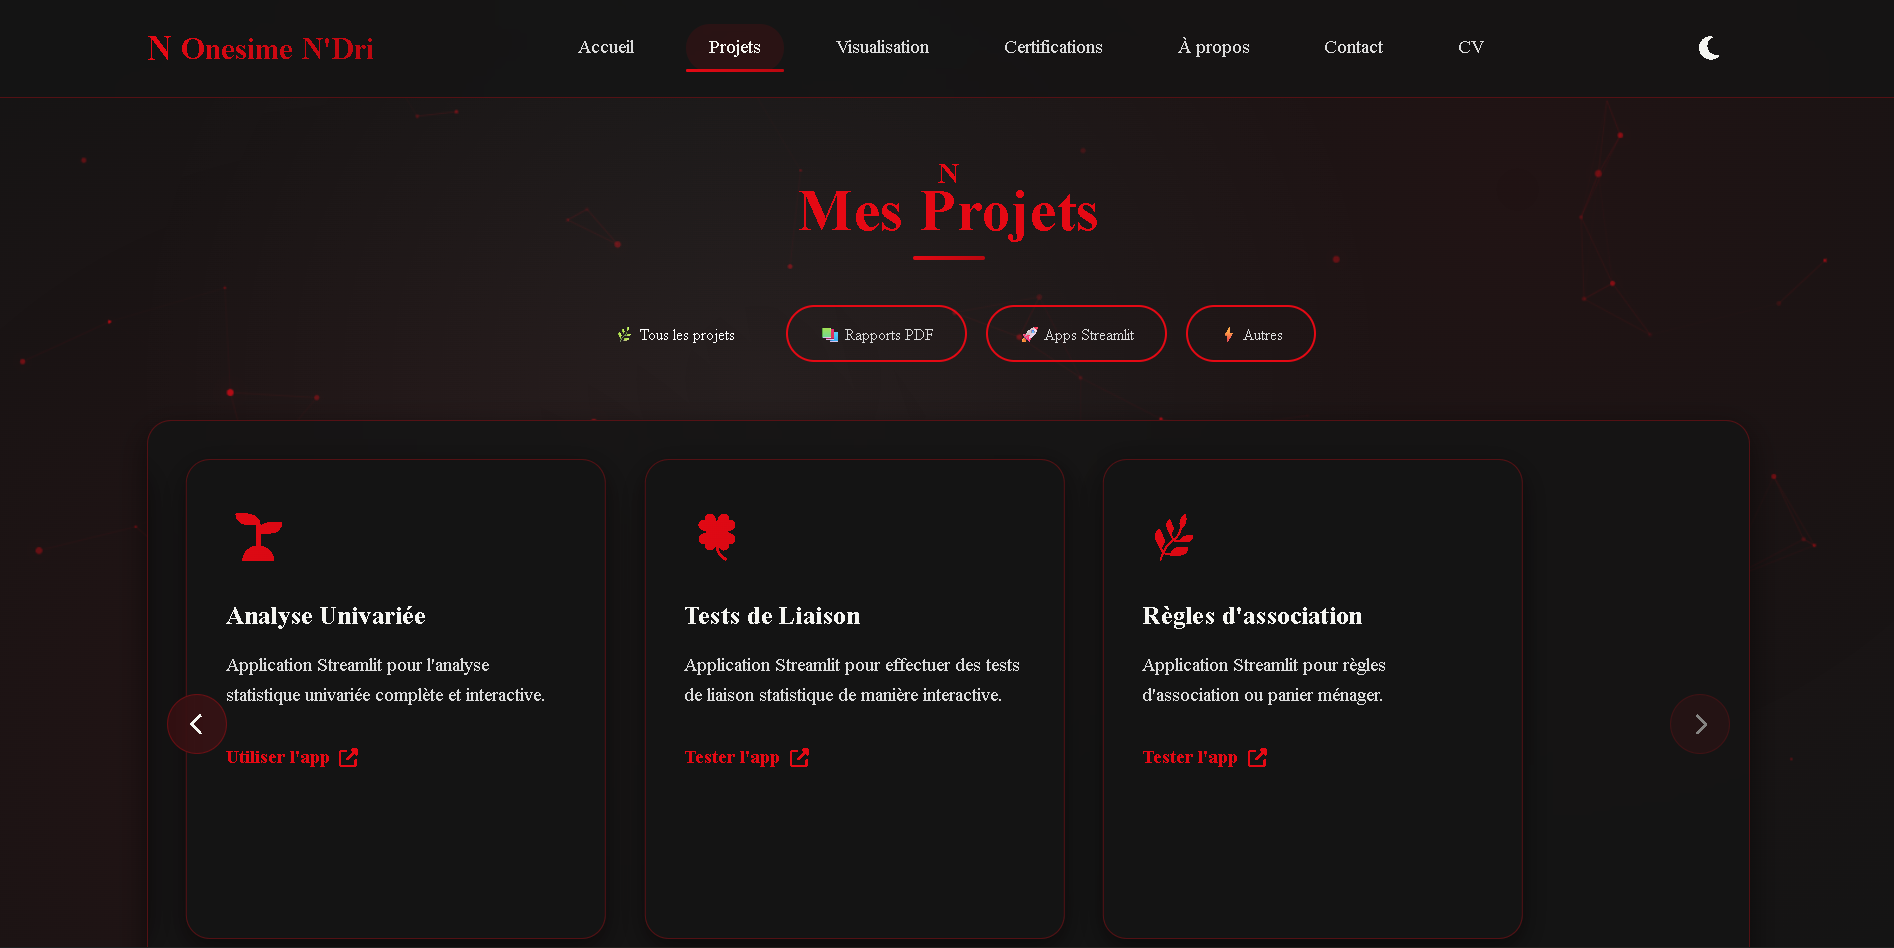 N Onesime N'Dri
Accueil
Projets
Visualisation
Certifications
À propos
Contact
CV
N
Mes Projets
Tous les projets
Rapports PDF
Apps Streamlit
Autres
Analyse Univariée
Application Streamlit pour l'analyse
statistique univariée complète et interactive.
Utiliser l'app
Tests de Liaison
Application Streamlit pour effectuer des tests
de liaison statistique de manière interactive.
Tester l'app
Règles d'association
Application Streamlit pour règles
d'association ou panier ménager.
Tester l'app